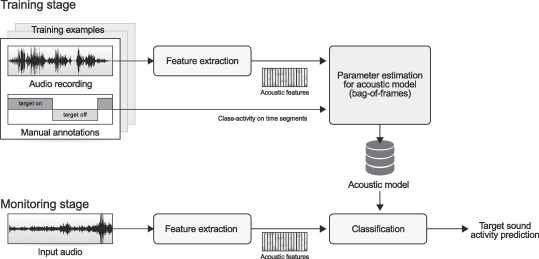 Training stage
Training examples
Audio recording
Feature extraction
Acoustic features
Parameter estimation
for acoustic model
(bag-of-frames)
target on
target off
Manual annotations
Class-activity on time segments
Acoustic model
Monitoring stage
Input audio
Feature extraction
Acoustic features
Classification
Target sound
activity prediction